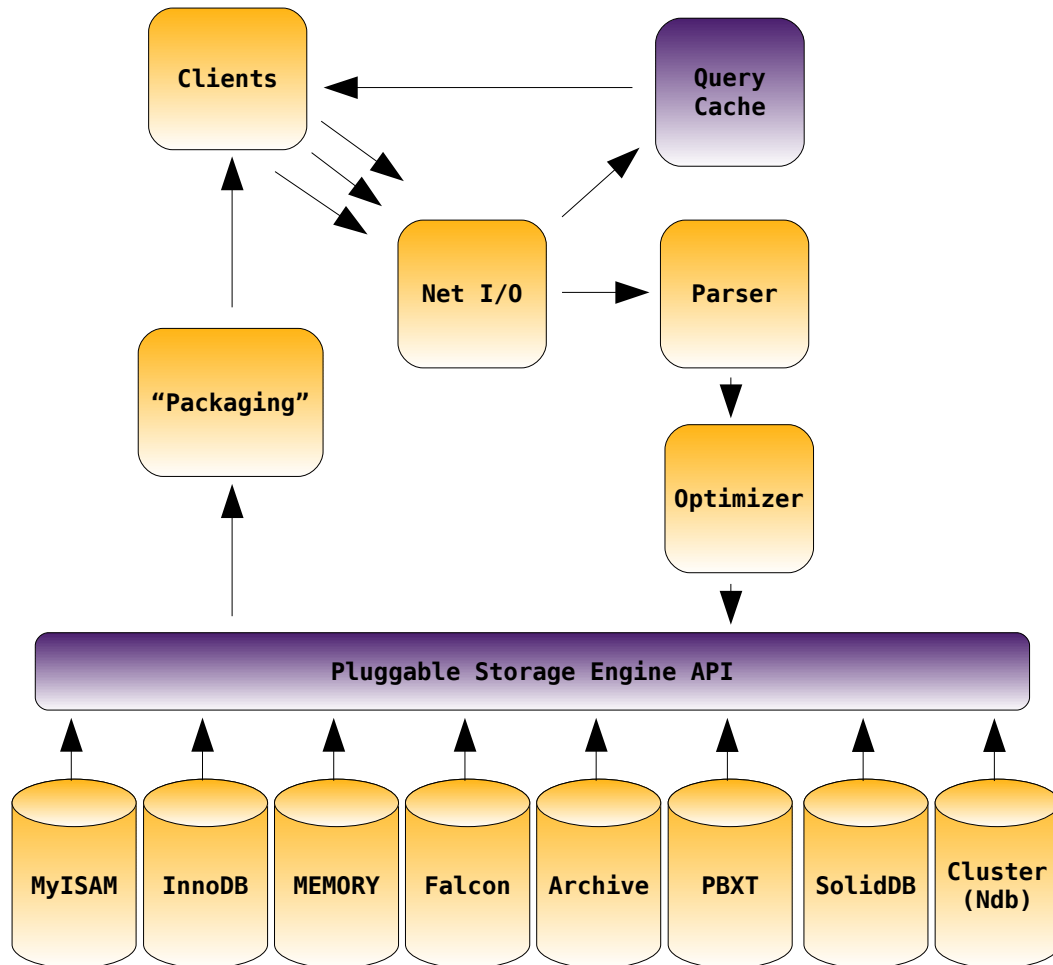 Clients
Query
Cache
Net I/O
Parser
“Packaging”
Optimizer
Pluggable Storage Engine API
MyISAM
InnoDB
MEMORY
Falcon
Archive
PBXT
SolidDB
Cluster
(Ndb)